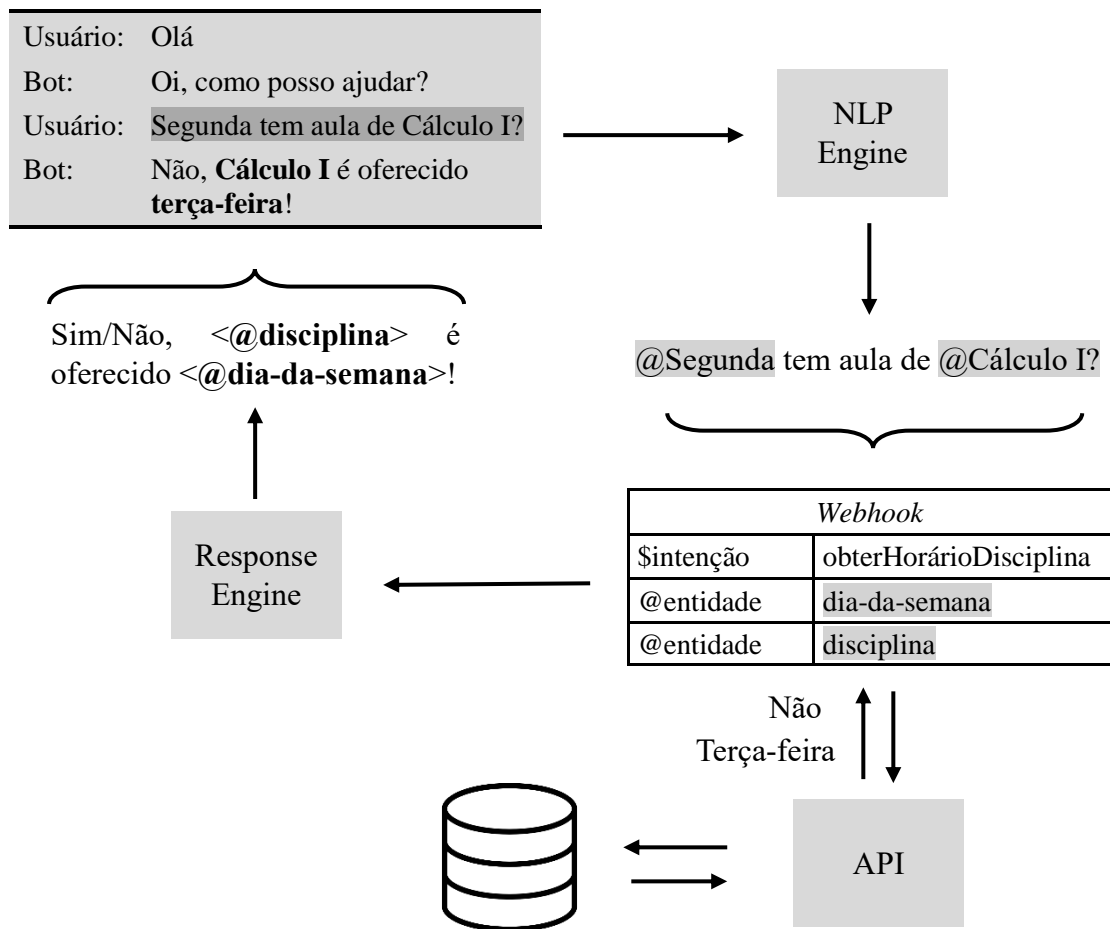 Usuário: Olá
Bot: Oi, como posso ajudar?
Usuário: Segunda tem aula de Cálculo I?
Bot: Não, Cálculo I é oferecido
terça-feira!
NLP
Engine
Sim/Não, <@disciplina> é
oferecido <@dia-da-semana>!
@Segunda tem aula de @Cálculo I?
Response
Engine
Webhook
$intenção obterHorárioDisciplina
@entidade dia-da-semana
@entidade disciplina
Não
Terça-feira
API